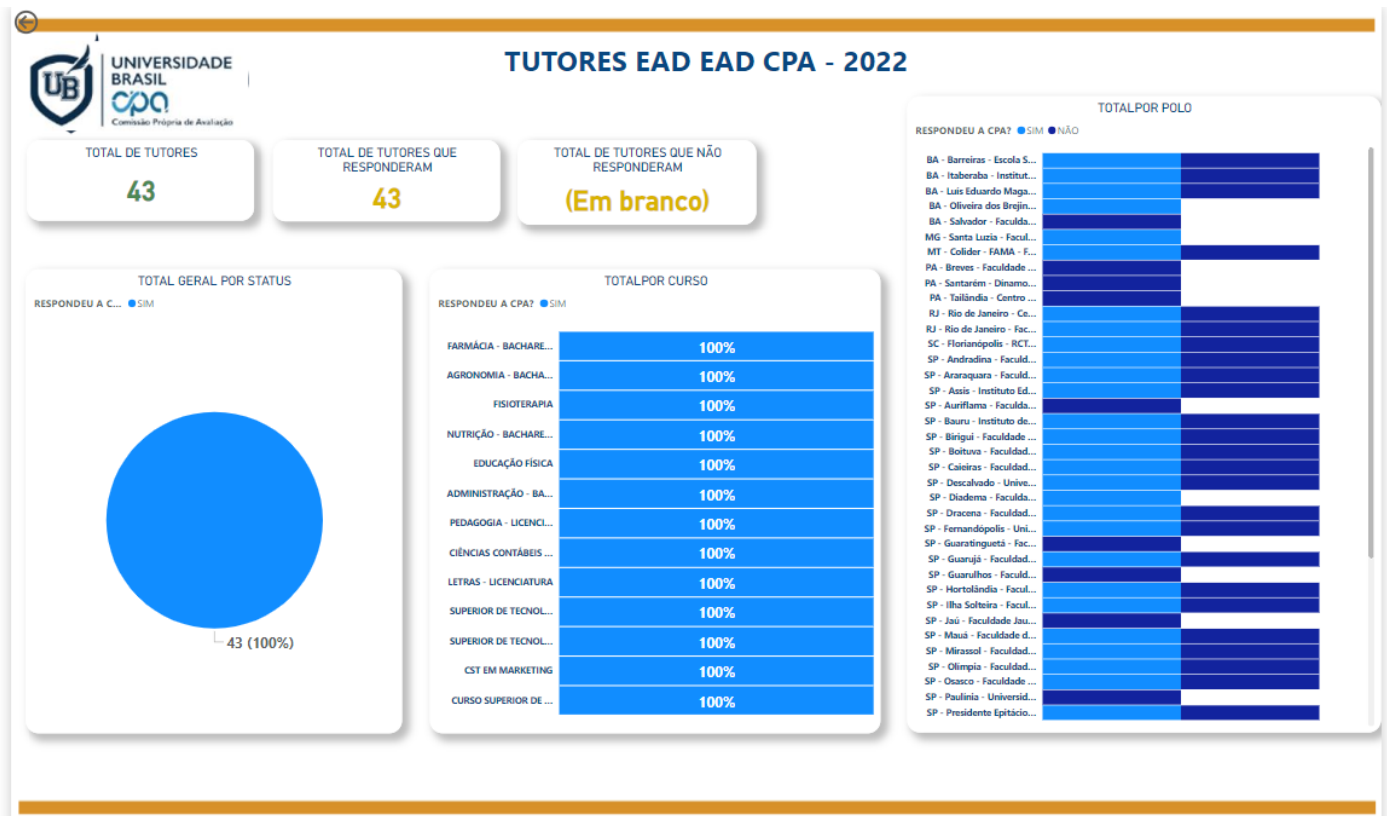 UNIVERSIDADE
BRASIL
cpa
Comissão Própria de Avaliação
UB
TUTORES EAD EAD CPA - 2022
TOTAL DE TUTORES
43
TOTAL DE TUTORES QUE
RESPONDERAM
43
TOTAL DE TUTORES QUE NÃO
RESPONDERAM
(Em branco)
TOTAL GERAL POR STATUS
RESPONDEU A C... SIM
43 (100%)
TOTALPOR CURSO
RESPONDEU A CPA? SIM
FARMÁCIA - BACHARE... 100%
AGRONOMIA - BACHA... 100%
FISIOTERAPIA 100%
NUTRIÇÃO - BACHARE... 100%
EDUCAÇÃO FÍSICA 100%
ADMINISTRAÇÃO - BA... 100%
PEDAGOGIA - LICENCI... 100%
CIÊNCIAS CONTÁBEIS ... 100%
LETRAS - LICENCIATURA 100%
SUPERIOR DE TECNOL... 100%
SUPERIOR DE TECNOL... 100%
CST EM MARKETING 100%
CURSO SUPERIOR DE ... 100%
TOTALPOR POLO
RESPONDEU A CPA? SIM NÃO
BA - Barreiras - Escola S...
BA - Itaberaba - Institut...
BA - Luis Eduardo Maga...
BA - Oliveira dos Brejin...
BA - Salvador - Faculda...
MG - Santa Luzia - Facul...
MT - Colider - FAMA - F...
PA - Breves - Faculdade ...
PA - Santarém - Dinamo...
PA - Tailândia - Centro ...
RJ - Rio de Janeiro - Ce...
RJ - Rio de Janeiro - Fac...
SC - Florianópolis - RCT...
SP - Andradina - Faculd...
SP - Araraquara - Faculd...
SP - Assis - Instituto Ed...
SP - Auriflama - Faculda...
SP - Bauru - Instituto de...
SP - Birigui - Faculdade ...
SP - Boituva - Faculdad...
SP - Caieiras - Faculdad...
SP - Descalvado - Unive...
SP - Diadema - Faculda...
SP - Dracena - Faculdad...
SP - Fernandópolis - Uni...
SP - Guaratinguetá - Fac...
SP - Guarujá - Faculdad...
SP - Guarulhos - Faculd...
SP - Hortolândia - Facul...
SP - Ilha Solteira - Facul...
SP - Jaú - Faculdade Jau...
SP - Mauá - Faculdade d...
SP - Mirassol - Faculdad...
SP - Olimpia - Faculdad...
SP - Osasco - Faculdade ...
SP - Paulínia - Universid...
SP - Presidente Epitácio...